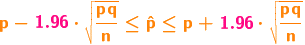 p − 1.96 · √(pq/n) ≤ p̂ ≤ p + 1.96 · √(pq/n)